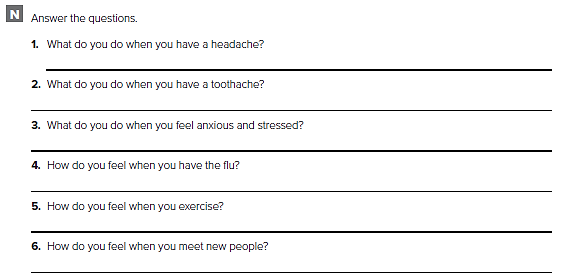 N Answer the questions.
1. What do you do when you have a headache?
2. What do you do when you have a toothache?
3. What do you do when you feel anxious and stressed?
4. How do you feel when you have the flu?
5. How do you feel when you exercise?
6. How do you feel when you meet new people?